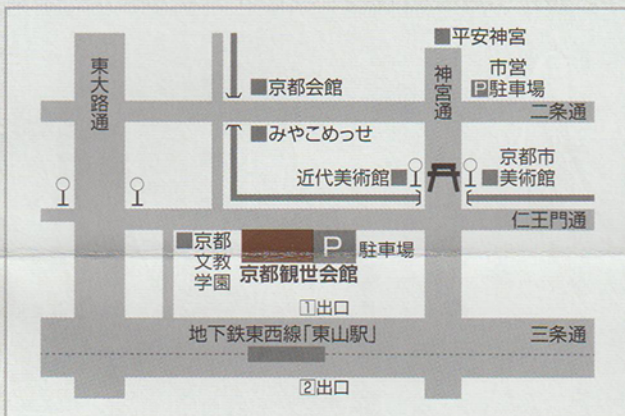 ■平安神宮
東大路通
神宮通
市営
P駐車場
■京都会館
二条通
■みやこめっせ
近代美術館■
京都市
■美術館
仁王門通
■京都
文教
学園
P
駐車場
京都観世会館
1出口
地下鉄東西線「東山駅」
三条通
2出口